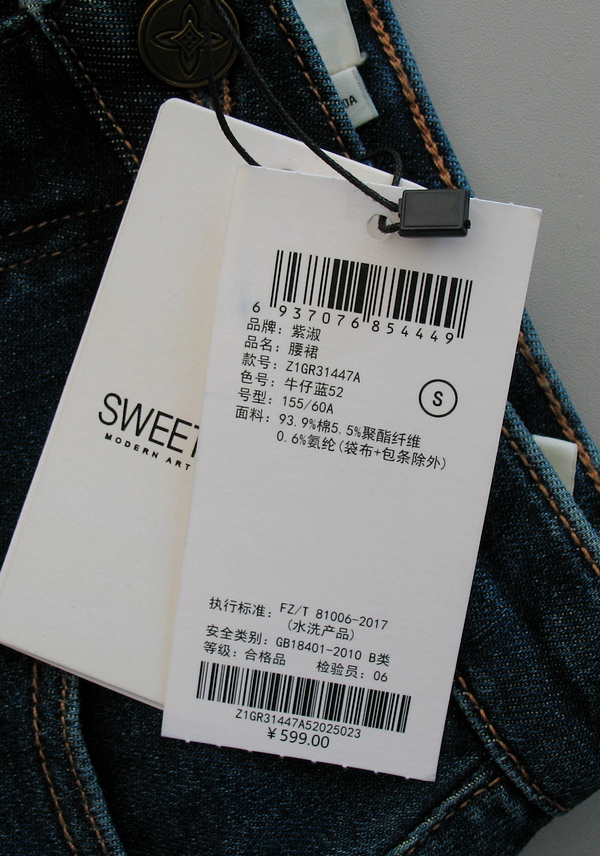 DA
6 937076 854449
品牌：紫淑
品名：腰裙
款号：Z1GR31447A
色号：牛仔蓝52
号型：155/60A
S
面料：93.9%棉5.5%聚酯纤维
0.6%氨纶(袋布+包条除外)
SWEET
MODERN ART
执行标准：FZ/T 81006-2017
(水洗产品)
安全类别：GB18401-2010 B类
等级：合格品 检验员：06
Z1GR31447A52025023
￥599.00